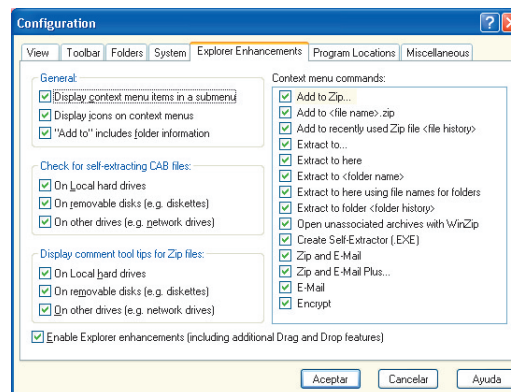 Configuration
View Toolbar Folders System Explorer Enhancements Program Locations Miscellaneous
General:
Display context menu items in a submenu
Display icons on context menus
"Add to" includes folder information
Check for self-extracting CAB files:
On Local hard drives
On removable disks (e.g. diskettes)
On other drives (e.g. network drives)
Display comment tool tips for Zip files:
On Local hard drives
On removable disks (e.g. diskettes)
On other drives (e.g. network drives)
Context menu commands:
Add to Zip...
Add to <file name>.zip
Add to recently used Zip file <file history>
Extract to...
Extract to here
Extract to <folder name>
Extract to here using file names for folders
Extract to folder <folder history>
Open unassociated archives with WinZip
Create Self-Extractor (.EXE)
Zip and E-Mail
Zip and E-Mail Plus...
E-Mail
Encrypt
Enable Explorer enhancements (including additional Drag and Drop features)
Aceptar Cancelar Ayuda